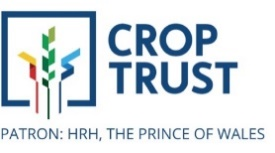 CROP
TRUST
PATRON: HRH, THE PRINCE OF WALES